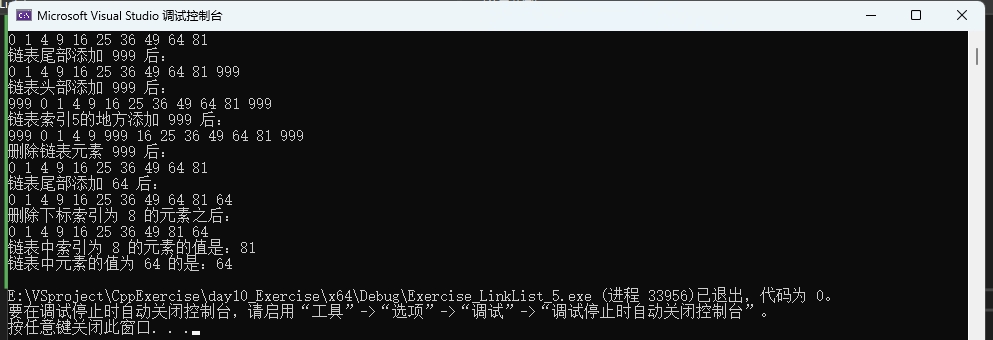 Microsoft Visual Studio 调试控制台
0 1 4 9 16 25 36 49 64 81
链表尾部添加 999 后：
0 1 4 9 16 25 36 49 64 81 999
链表头部添加 999 后：
999 0 1 4 9 16 25 36 49 64 81 999
链表索引5的地方添加 999 后：
999 0 1 4 9 999 16 25 36 49 64 81 999
删除链表元素 999 后：
0 1 4 9 16 25 36 49 64 81
链表尾部添加 64 后：
0 1 4 9 16 25 36 49 64 81 64
删除下标索引为 8 的元素之后：
0 1 4 9 16 25 36 49 81 64
链表中索引为 8 的元素的值是：81
链表中元素的值为 64 的是：64
E:\VSproject\CppExercise\day10_Exercise\x64\Debug\Exercise_LinkList_5.exe (进程 33956)已退出，代码为 0。
要在调试停止时自动关闭控制台，请启用“工具”->“选项”->“调试”->“调试停止时自动关闭控制台”。
按任意键关闭此窗口. . .